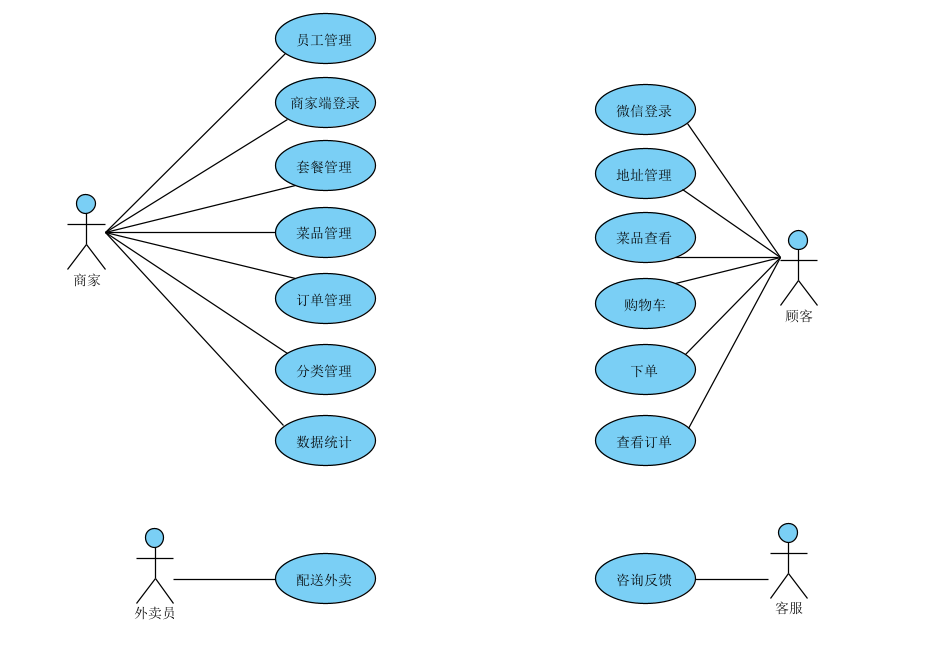 员工管理
商家端登录
套餐管理
菜品管理
订单管理
分类管理
数据统计
商家
微信登录
地址管理
菜品查看
购物车
下单
查看订单
顾客
外卖员
配送外卖
咨询反馈
客服